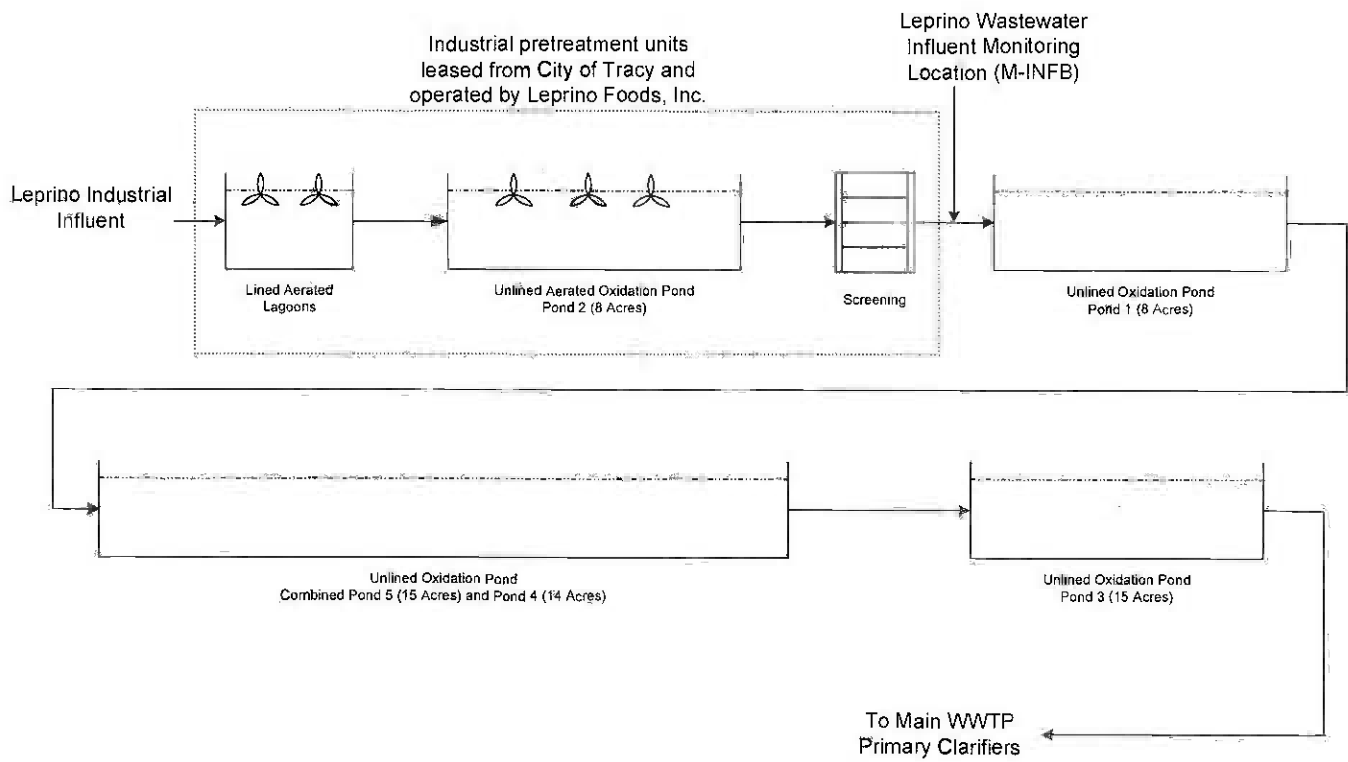 Leprino Wastewater
Influent Monitoring
Location (M-INFB)
Industrial pretreatment units
leased from City of Tracy and
operated by Leprino Foods, Inc.
Leprino Industrial
Influent
Lined Aerated
Lagoons
Unlined Aerated Oxidation Pond
Pond 2 (8 Acres)
Screening
Unlined Oxidation Pond
Pond 1 (8 Acres)
Unlined Oxidation Pond
Combined Pond 5 (15 Acres) and Pond 4 (14 Acres)
Unlined Oxidation Pond
Pond 3 (15 Acres)
To Main WWTP
Primary Clarifiers